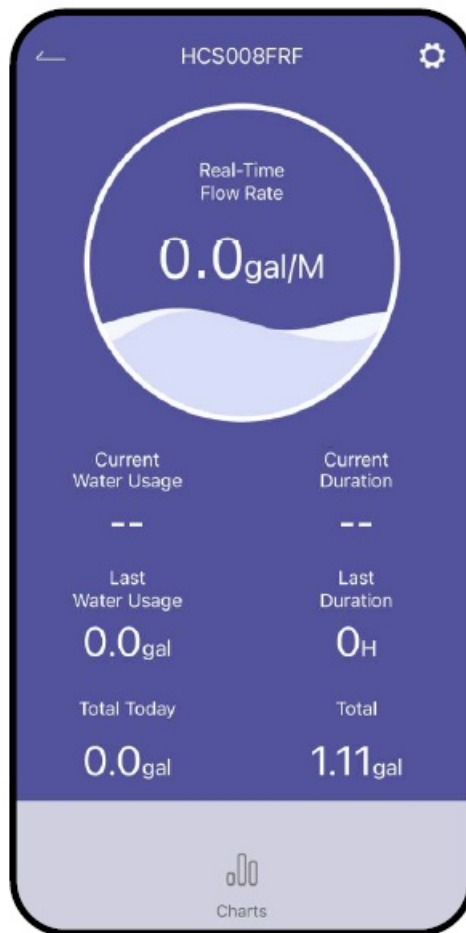 HCS008FRF
Real-Time
Flow Rate
0.0gal/M
Current
Water Usage
--
Current
Duration
--
Last
Water Usage
0.0gal
Last
Duration
0H
Total Today
0.0gal
Total
1.11gal
Charts